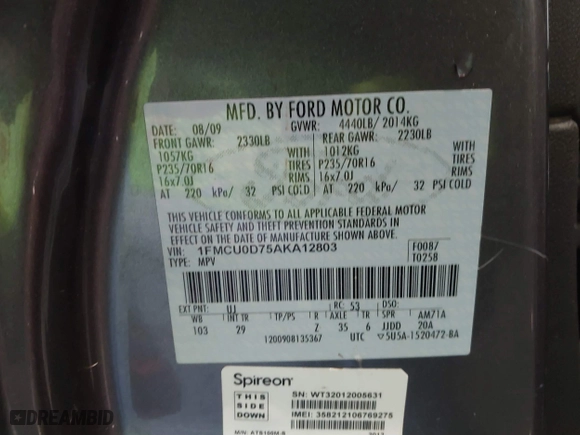 MFD. BY FORD MOTOR CO.
DATE: 08/09 GVWR: 4440LB/ 2014KG
FRONT GAWR: 2330LB REAR GAWR: 2230LB
1057KG WITH 1012KG WITH
P235/70R16 TIRES P235/70R16 TIRES
16x7.0J RIMS 16x7.0J RIMS
AT 220 kPa/ 32 PSI COLD AT 220 kPa/ 32 PSI COLD
THIS VEHICLE CONFORMS TO ALL APPLICABLE FEDERAL MOTOR
VEHICLE SAFETY AND THEFT PREVENTION STANDARDS IN
EFFECT ON THE DATE OF MANUFACTURE SHOWN ABOVE.
VIN: 1FMCU0D75AKA12803 F0087
TYPE: MPV T0258
EXT PNT: UJ RC: 53 DSO:
WB INT TR TP/PS R AXLE TR SPR AM71A
103 29 Z 35 6 JJDD 20A
1200908135367 UTC 5U5A-1520472-BA
Spireon
THIS SIDE DOWN
SN: WT32012005631
IMEI: 358212106769275
DREAMBID